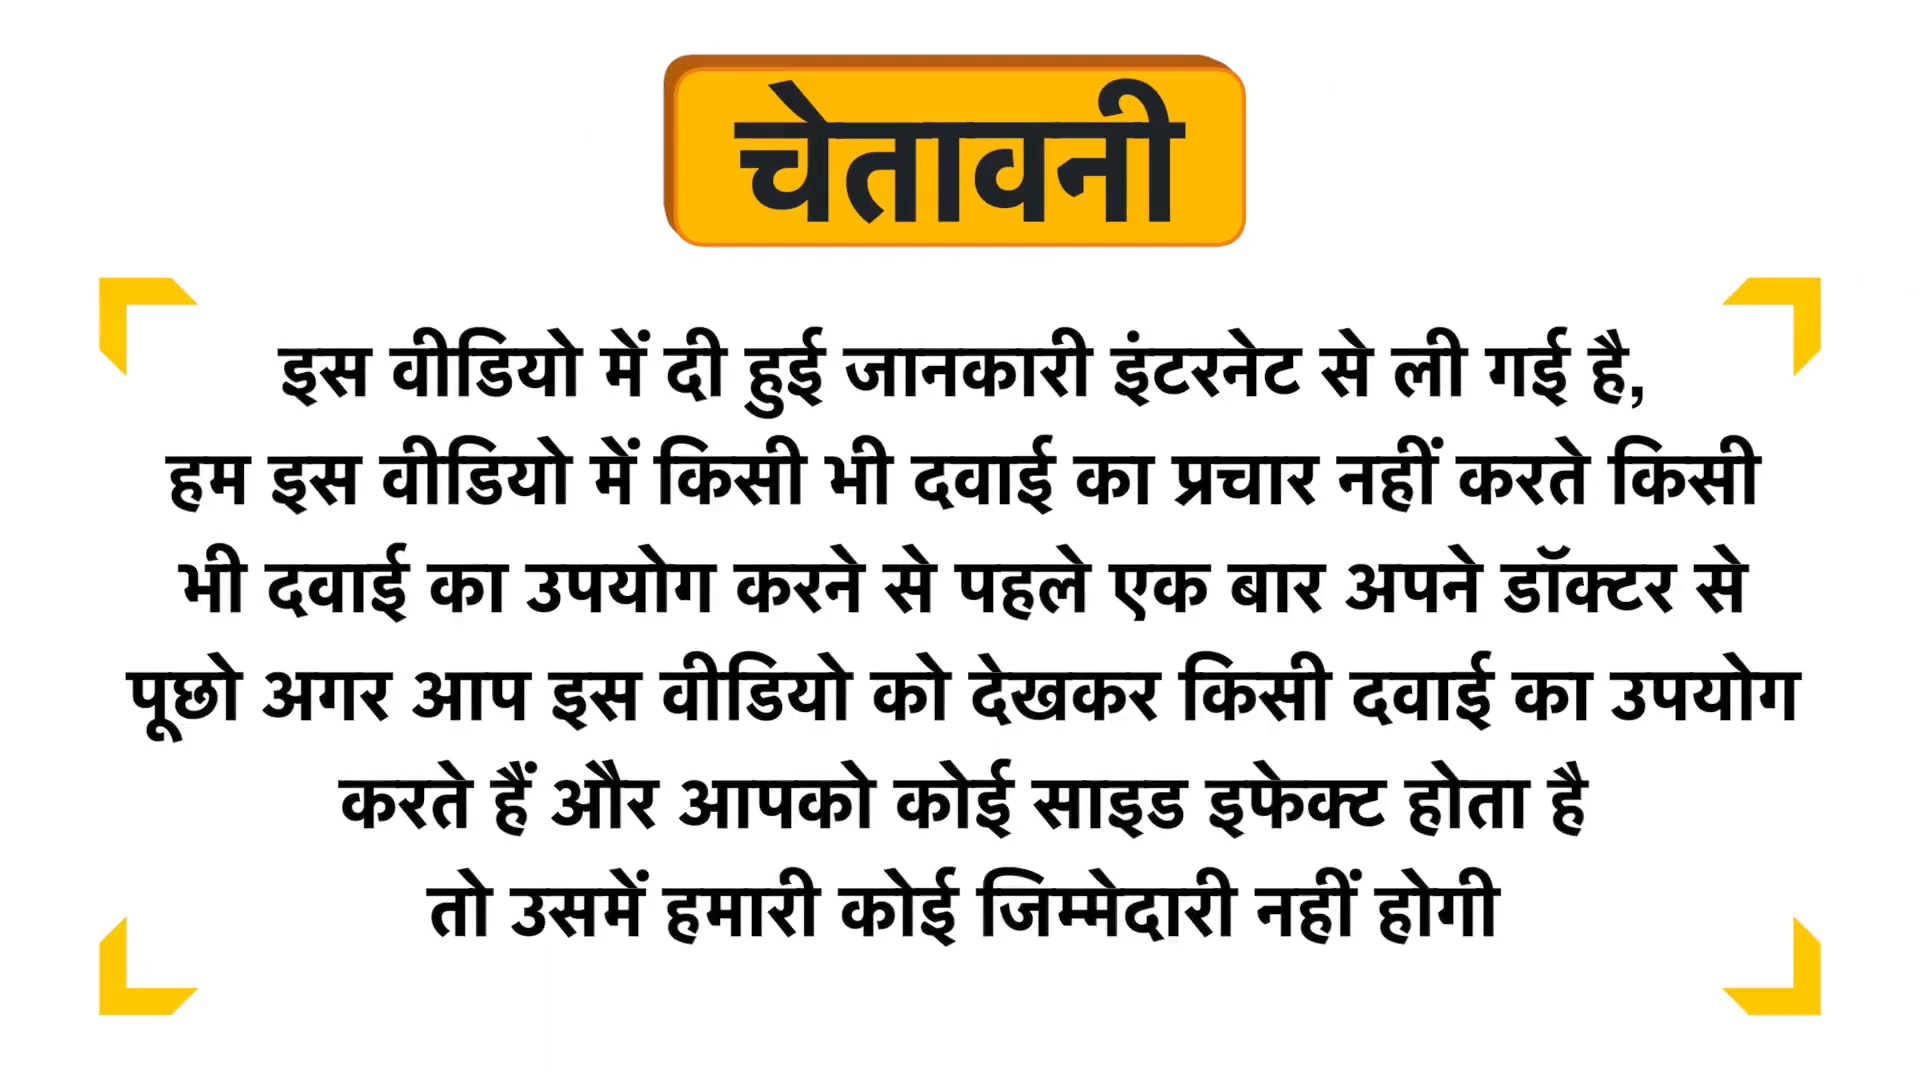 चेतावनी
इस वीडियो में दी हुई जानकारी इंटरनेट से ली गई है,
हम इस वीडियो में किसी भी दवाई का प्रचार नहीं करते किसी
भी दवाई का उपयोग करने से पहले एक बार अपने डॉक्टर से
पूछो अगर आप इस वीडियो को देखकर किसी दवाई का उपयोग
करते हैं और आपको कोई साइड इफेक्ट होता है
तो उसमें हमारी कोई जिम्मेदारी नहीं होगी